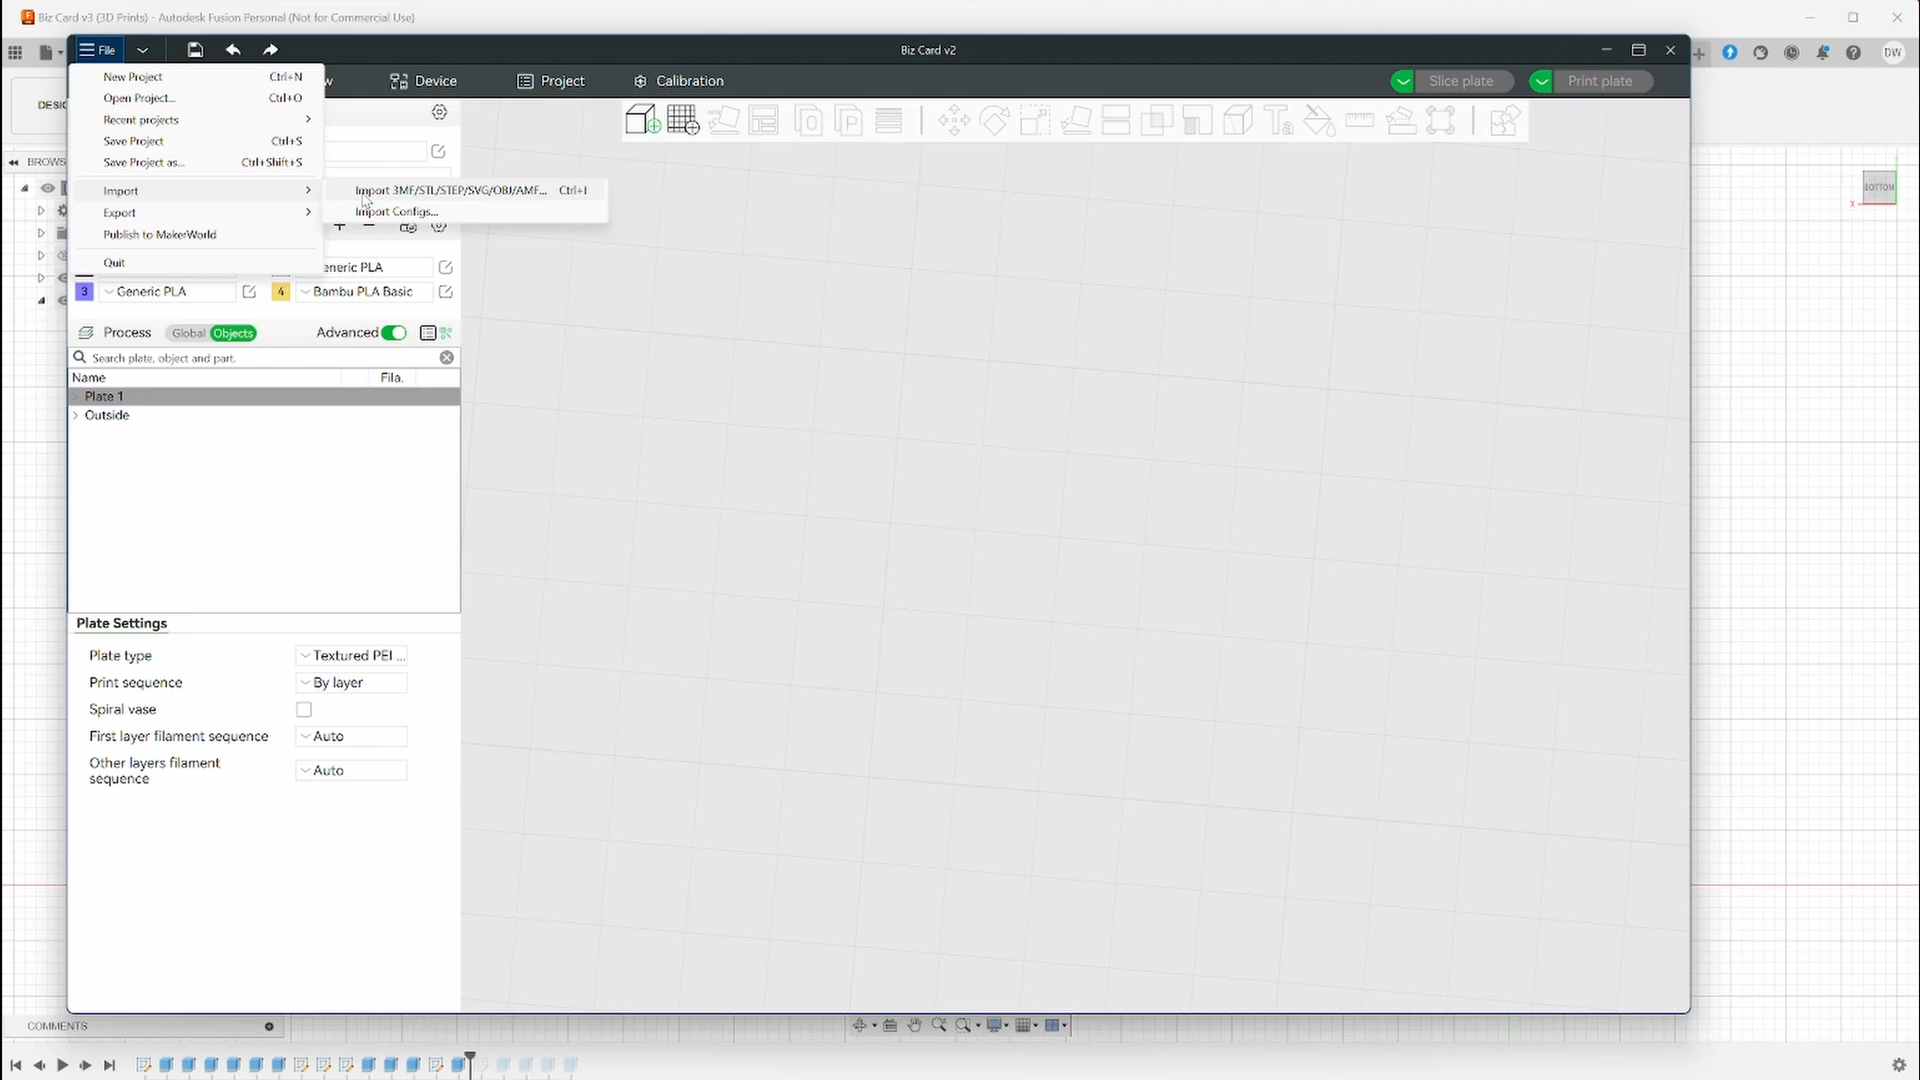 Biz Card v3 (3D Prints) - Autodesk Fusion Personal (Not for Commercial Use)
File
Biz Card v2
DW
Device
Project
Calibration
Slice plate
Print plate
New Project Ctrl+N
Open Project... Ctrl+O
Recent projects
Save Project Ctrl+S
Save Project as... Ctrl+Shift+S
Import
Import 3MF/STL/STEP/SVG/OBJ/AMF... Ctrl+I
Import Configs...
Export
Publish to MakerWorld
Quit
BOTTOM
X
3 Generic PLA
4 Bambu PLA Basic
Process Global Objects Advanced
Search plate, object and part.
Name Fila.
Plate 1
Outside
Plate Settings
Plate type Textured PEI ...
Print sequence By layer
Spiral vase
First layer filament sequence Auto
Other layers filament sequence Auto
COMMENTS